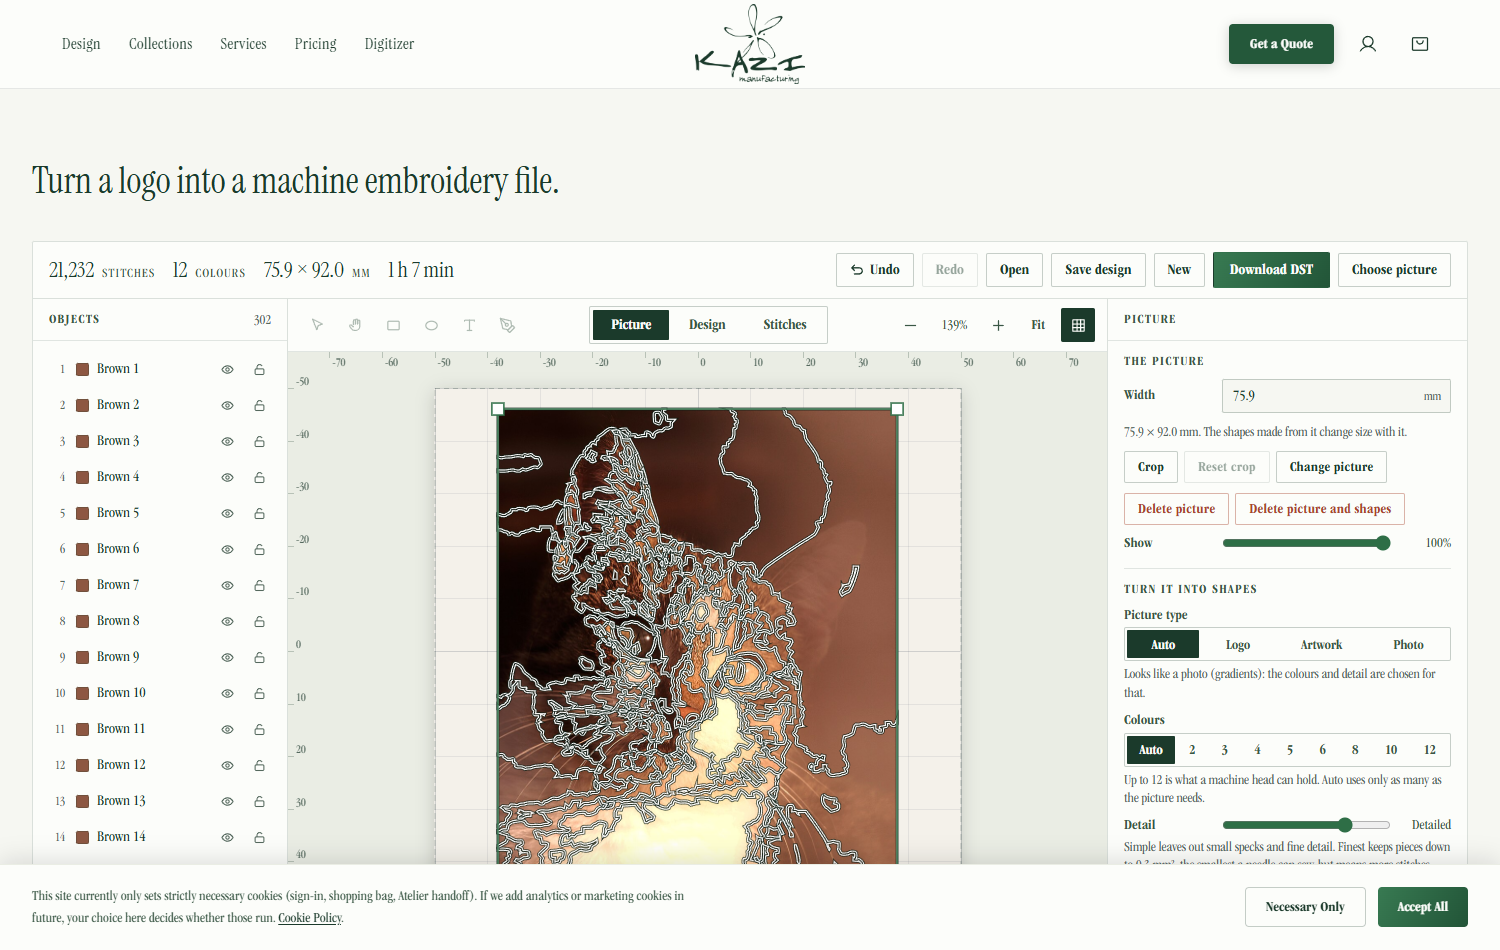 Design Collections Services Pricing Digitizer
KAZI
manufacturing
Get a Quote
Turn a logo into a machine embroidery file.
21,232 STITCHES 12 COLOURS 75.9 × 92.0 MM 1 h 7 min
Undo Redo Open Save design New Download DST Choose picture
OBJECTS 302
Picture Design Stitches
139% Fit
PICTURE
-70 -60 -50 -40 -30 -20 -10 0 10 20 30 40 50 60 70
-50
-40
-30
-20
-10
0
10
20
30
40
1 Brown 1
2 Brown 2
3 Brown 3
4 Brown 4
5 Brown 5
6 Brown 6
7 Brown 7
8 Brown 8
9 Brown 9
10 Brown 10
11 Brown 11
12 Brown 12
13 Brown 13
14 Brown 14
THE PICTURE
Width 75.9 mm
75.9 × 92.0 mm. The shapes made from it change size with it.
Crop Reset crop Change picture
Delete picture Delete picture and shapes
Show 100%
TURN IT INTO SHAPES
Picture type
Auto Logo Artwork Photo
Looks like a photo (gradients): the colours and detail are chosen for
that.
Colours
Auto 2 3 4 5 6 8 10 12
Up to 12 is what a machine head can hold. Auto uses only as many as
the picture needs.
Detail Detailed
Simple leaves out small specks and fine detail. Finest keeps pieces down
This site currently only sets strictly necessary cookies (sign-in, shopping bag, Atelier handoff). If we add analytics or marketing cookies in
future, your choice here decides whether those run. Cookie Policy.
Necessary Only Accept All